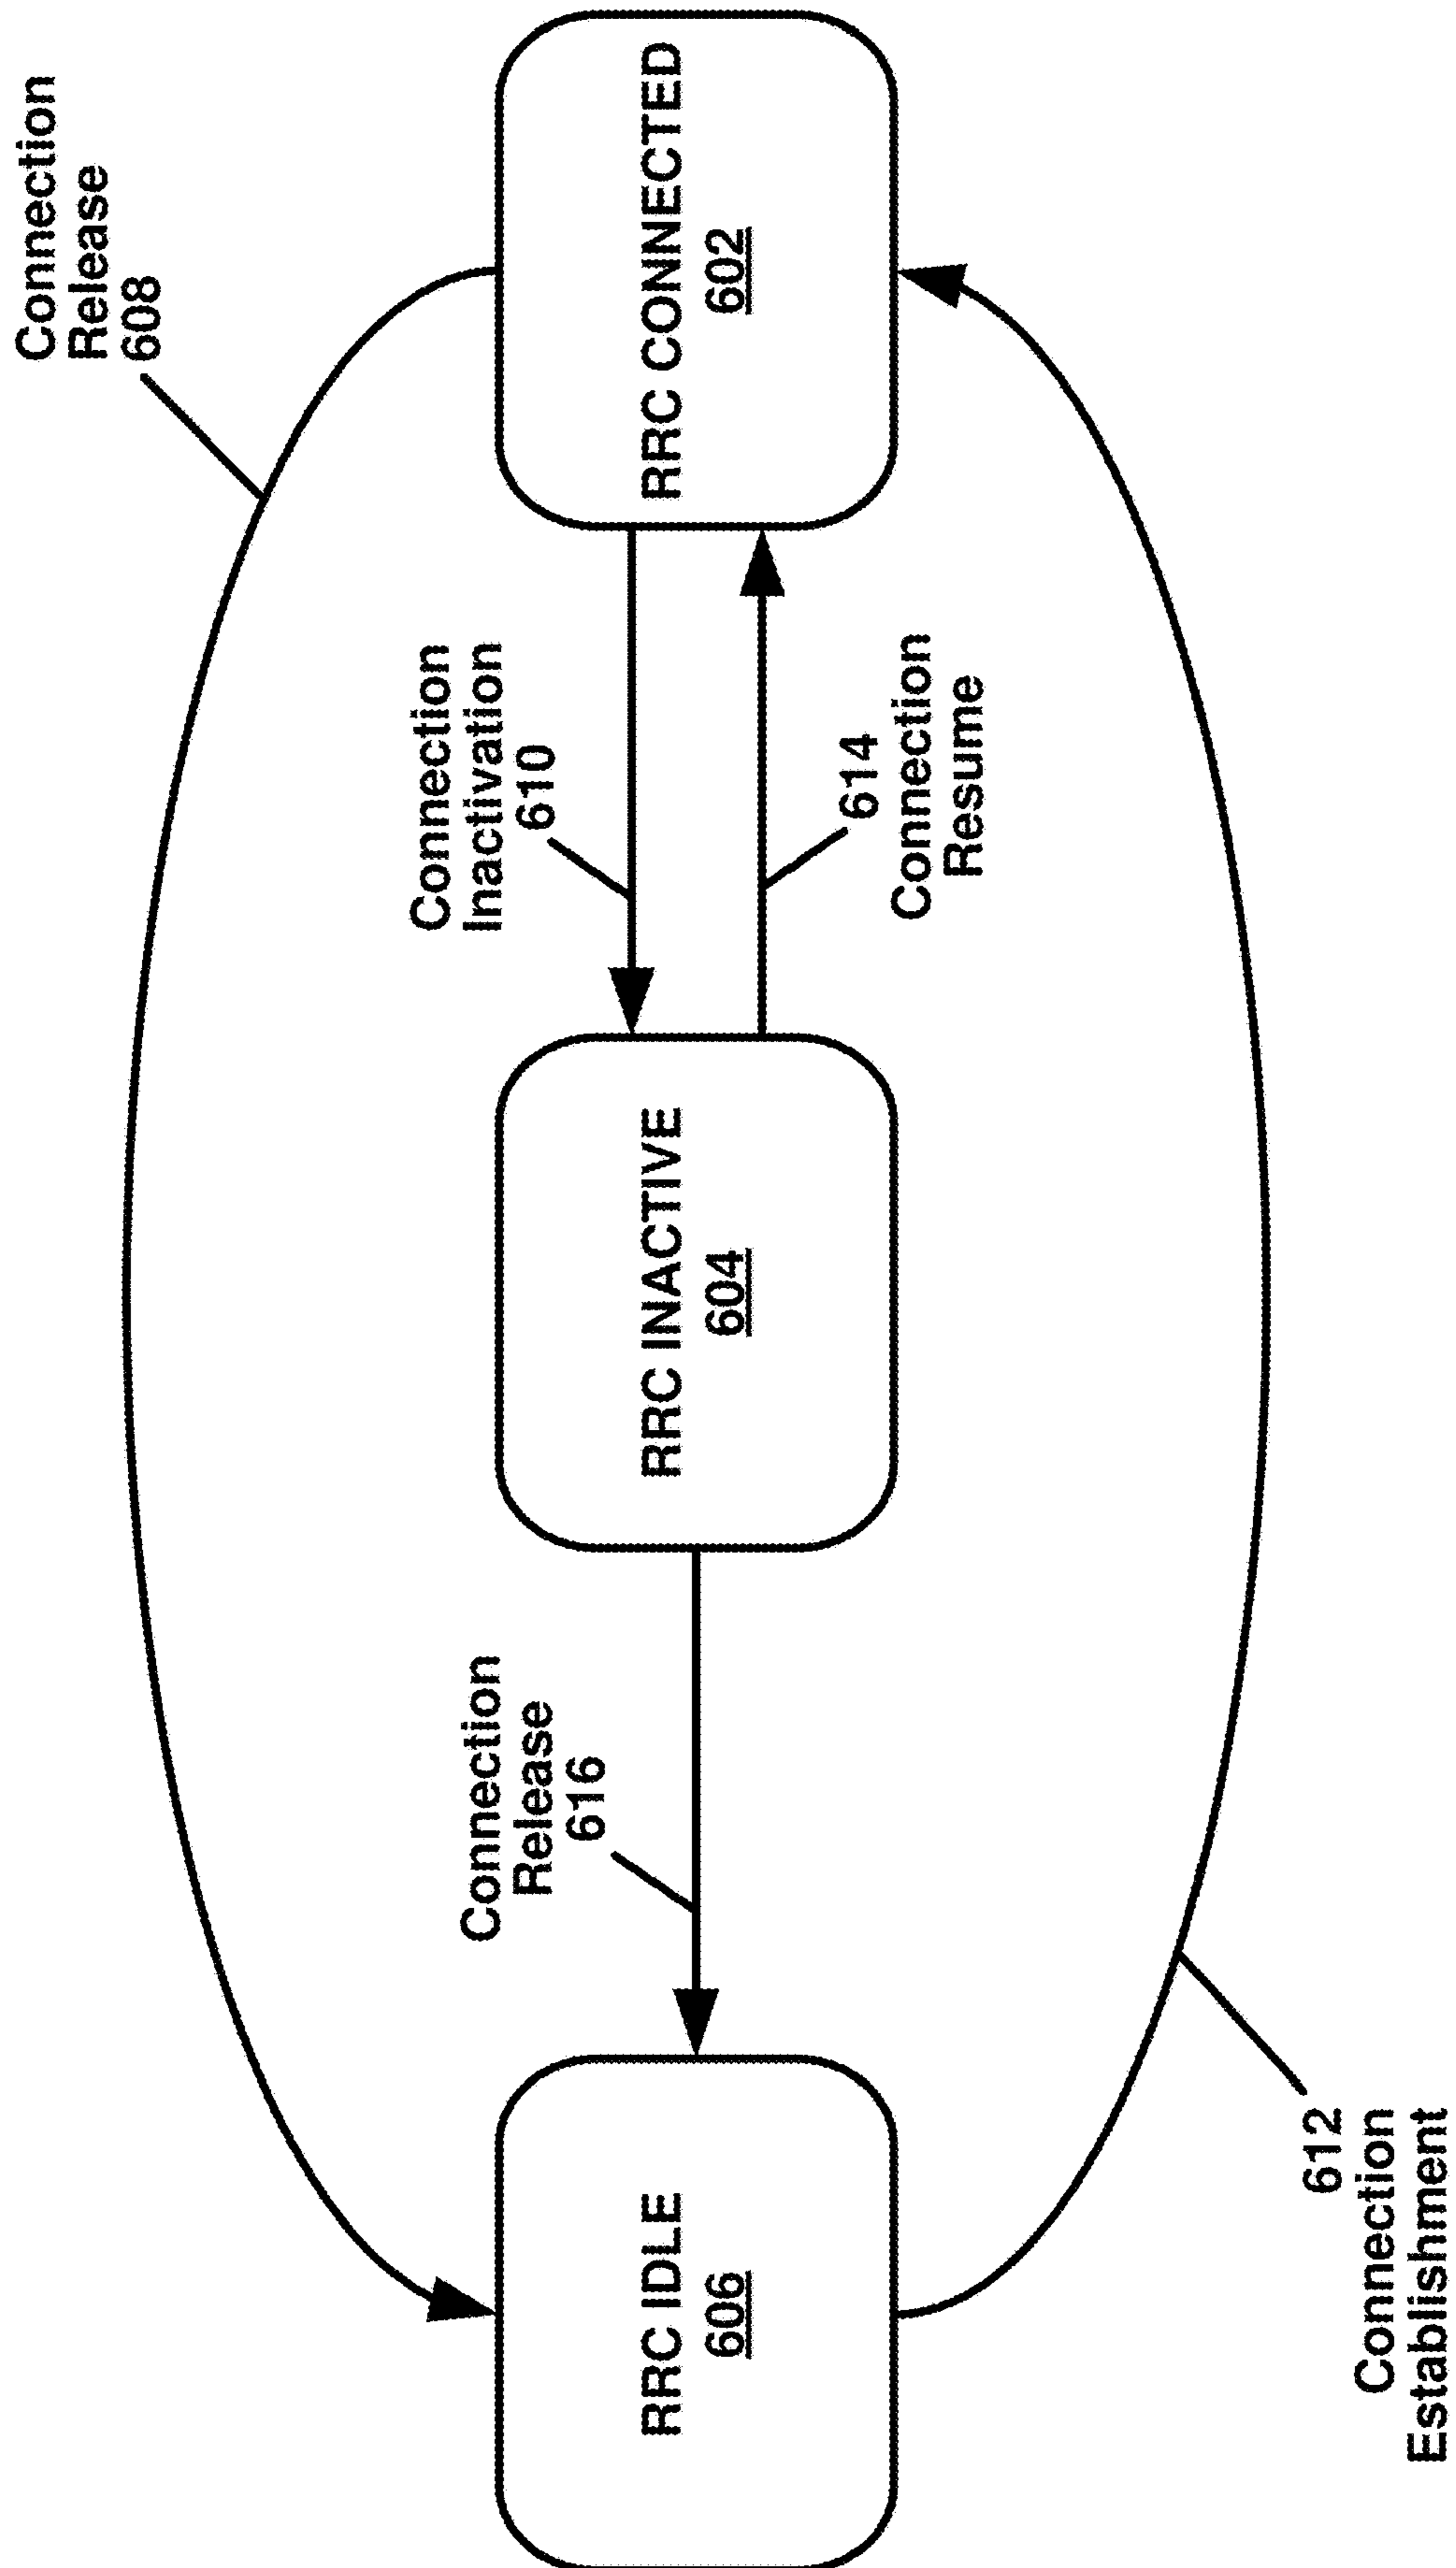 Connection
Release
608
Connection
Inactivation
610
Connection
Release
616
RRC IDLE
606
RRC INACTIVE
604
RRC CONNECTED
602
614
Connection
Resume
612
Connection
Establishment